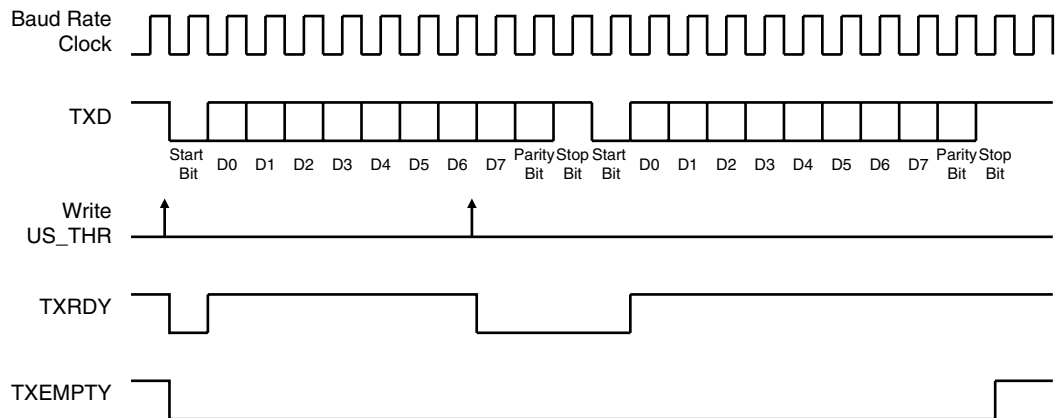 Baud Rate
Clock
TXD
Start
Bit
D0 D1 D2 D3 D4 D5 D6 D7
Parity
Bit
Stop
Bit
Start
Bit
D0 D1 D2 D3 D4 D5 D6 D7
Parity
Bit
Stop
Bit
Write
US_THR
TXRDY
TXEMPTY